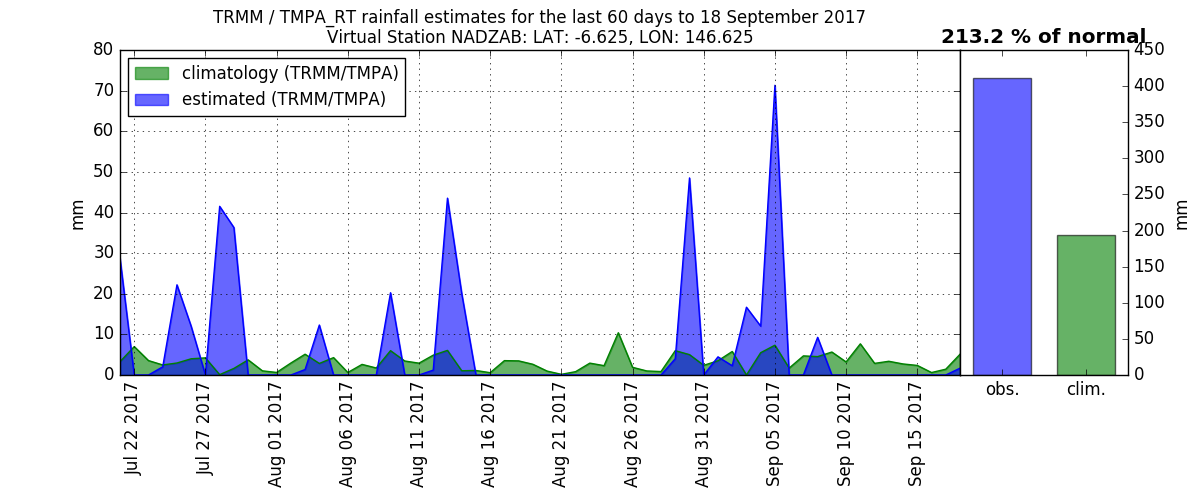 TRMM / TMPA_RT rainfall estimates for the last 60 days to 18 September 2017
Virtual Station NADZAB: LAT: -6.625, LON: 146.625
213.2 % of normal
climatology (TRMM/TMPA)
estimated (TRMM/TMPA)
mm
80
70
60
50
40
30
20
10
0
Jul 22 2017
Jul 27 2017
Aug 01 2017
Aug 06 2017
Aug 11 2017
Aug 16 2017
Aug 21 2017
Aug 26 2017
Aug 31 2017
Sep 05 2017
Sep 10 2017
Sep 15 2017
450
400
350
300
250
200
150
100
50
0
mm
obs.
clim.